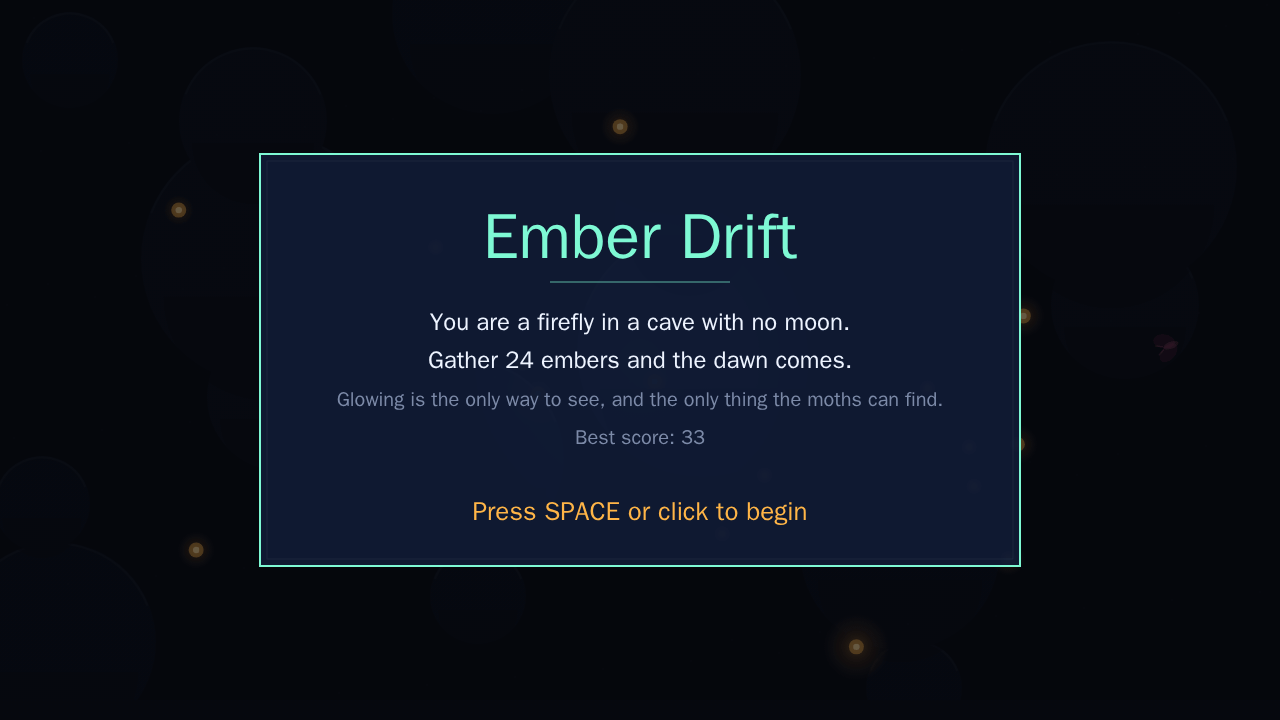 Ember Drift
You are a firefly in a cave with no moon.
Gather 24 embers and the dawn comes.
Glowing is the only way to see, and the only thing the moths can find.
Best score: 33
Press SPACE or click to begin